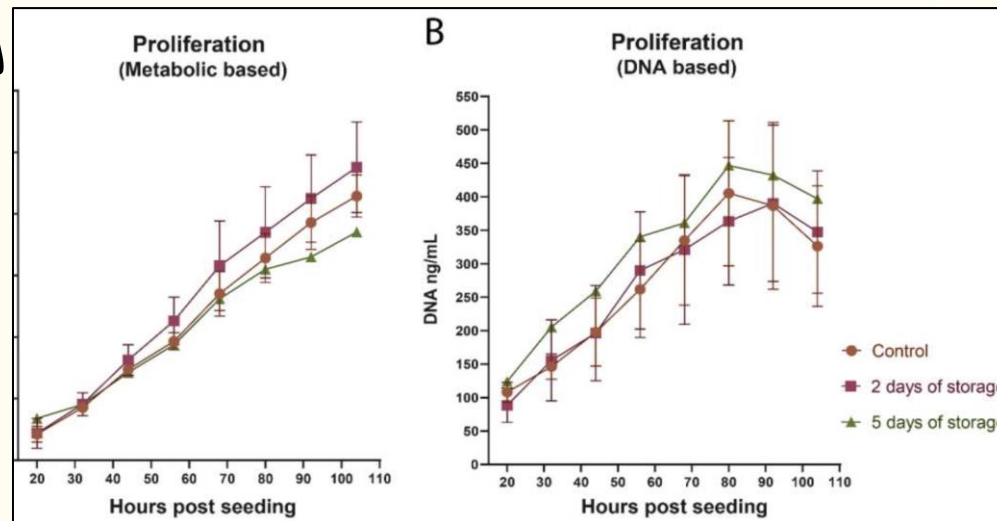 B
Proliferation
(Metabolic based)
20 30 40 50 60 70 80 90 100 110
Hours post seeding
Proliferation
(DNA based)
550
500
450
400
350
300
250
200
150
100
50
0
DNA ng/mL
20 30 40 50 60 70 80 90 100 110
Hours post seeding
Control
2 days of storage
5 days of storage